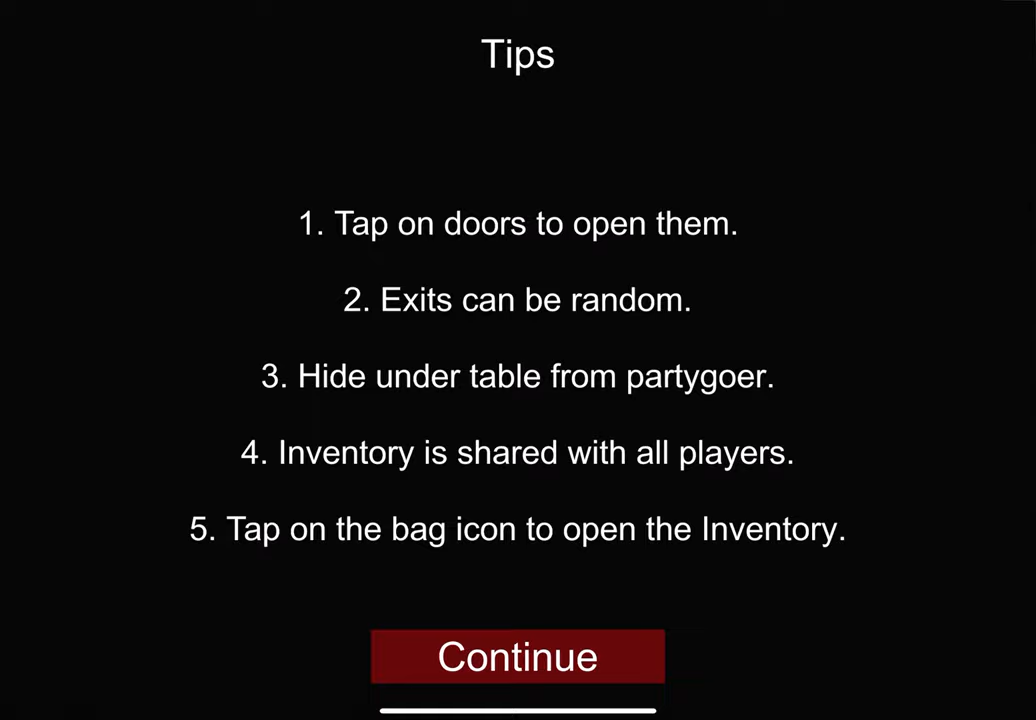 Tips
1. Tap on doors to open them.
2. Exits can be random.
3. Hide under table from partygoer.
4. Inventory is shared with all players.
5. Tap on the bag icon to open the Inventory.
Continue